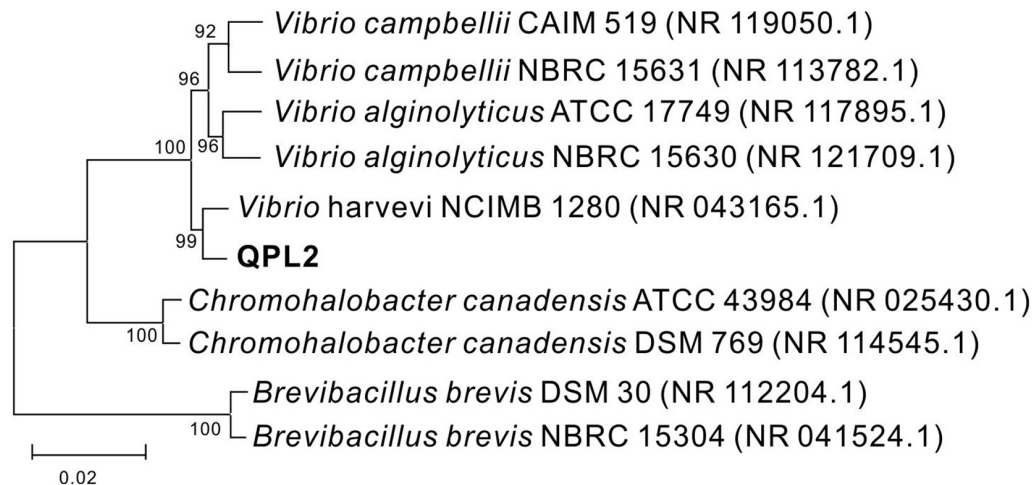 92
Vibrio campbellii CAIM 519 (NR 119050.1)
Vibrio campbellii NBRC 15631 (NR 113782.1)
96
Vibrio alginolyticus ATCC 17749 (NR 117895.1)
96
Vibrio alginolyticus NBRC 15630 (NR 121709.1)
100
Vibrio harvevi NCIMB 1280 (NR 043165.1)
99
QPL2
Chromohalobacter canadensis ATCC 43984 (NR 025430.1)
100
Chromohalobacter canadensis DSM 769 (NR 114545.1)
Brevibacillus brevis DSM 30 (NR 112204.1)
100
Brevibacillus brevis NBRC 15304 (NR 041524.1)
0.02